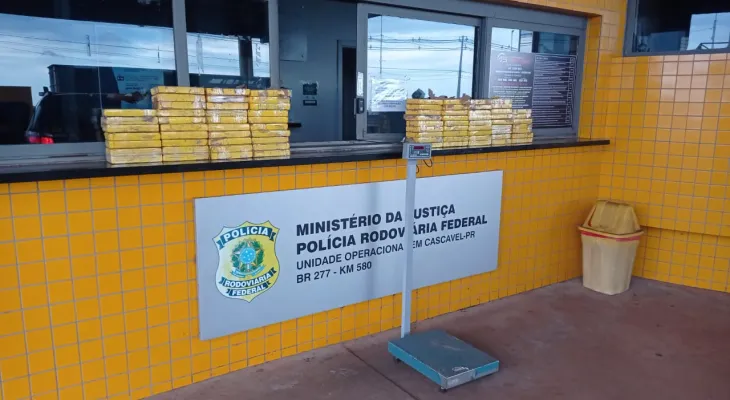 POLÍCIA
RODOVIÁRIA
FEDERAL
MINISTÉRIO DA JUSTIÇA
POLÍCIA RODOVIÁRIA FEDERAL
UNIDADE OPERACIONAL EM CASCAVEL-PR
BR 277 - KM 580